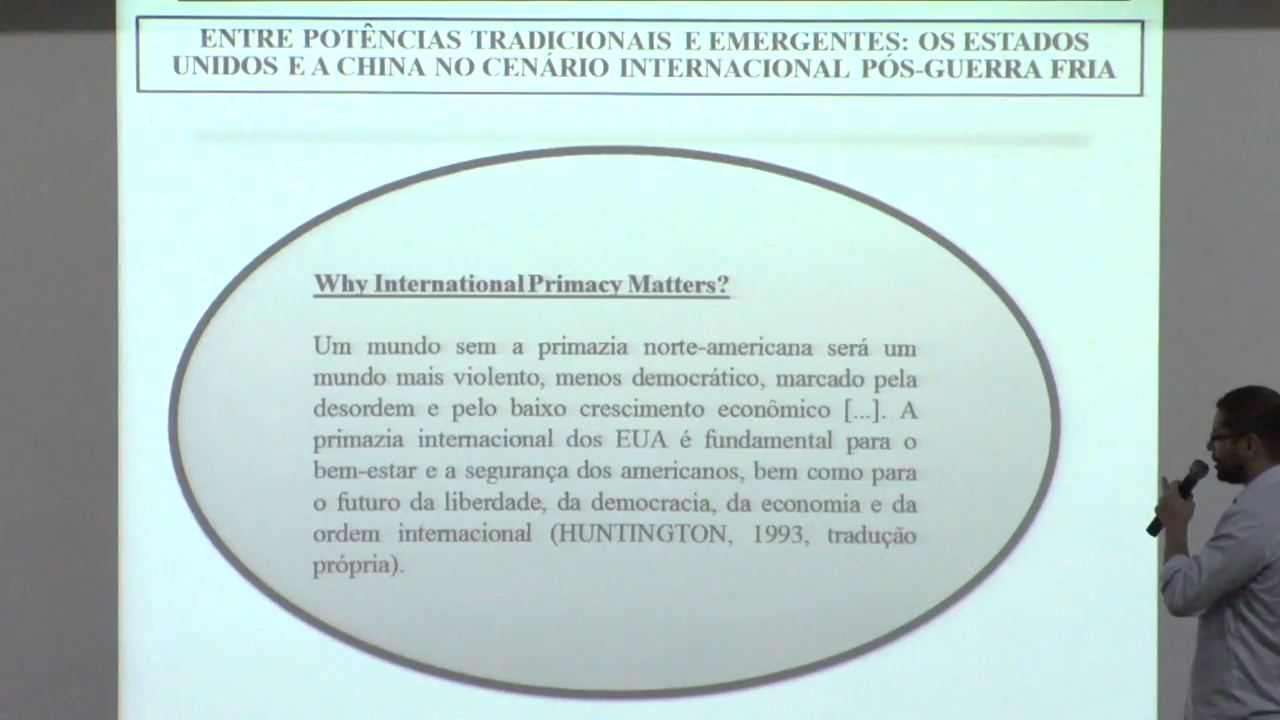 ENTRE POTÊNCIAS TRADICIONAIS E EMERGENTES: OS ESTADOS
UNIDOS E A CHINA NO CENÁRIO INTERNACIONAL PÓS-GUERRA FRIA
Why International Primacy Matters?
Um mundo sem a primazia norte-americana será um
mundo mais violento, menos democrático, marcado pela
desordem e pelo baixo crescimento econômico [...]. A
primazia internacional dos EUA é fundamental para o
bem-estar e a segurança dos americanos, bem como para
o futuro da liberdade, da democracia, da economia e da
ordem internacional (HUNTINGTON, 1993, tradução
própria).